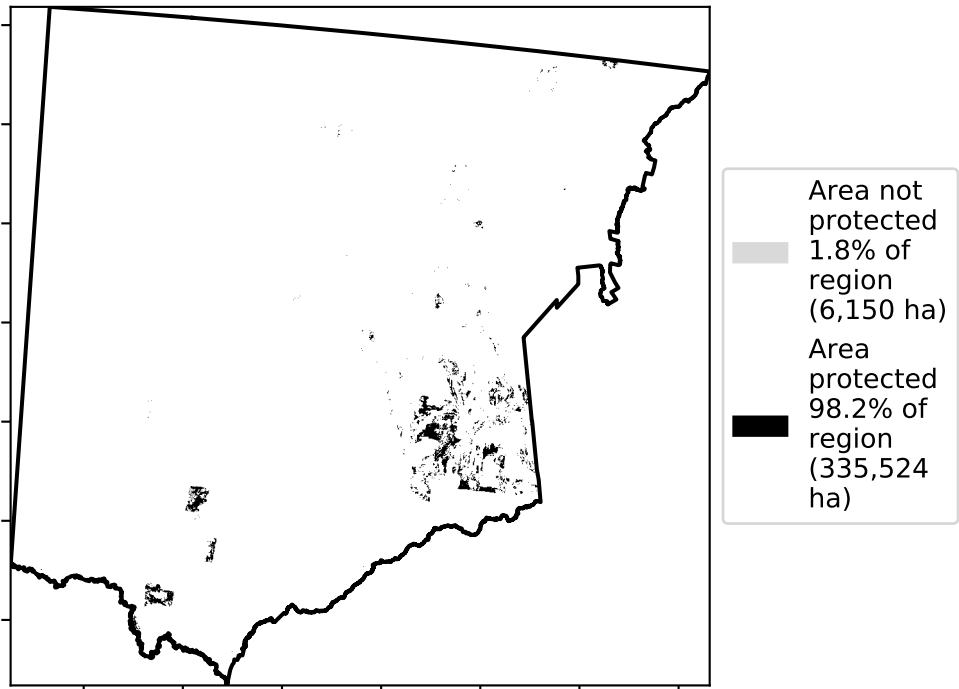 Area not
protected
1.8% of
region
(6,150 ha)
Area
protected
98.2% of
region
(335,524
ha)